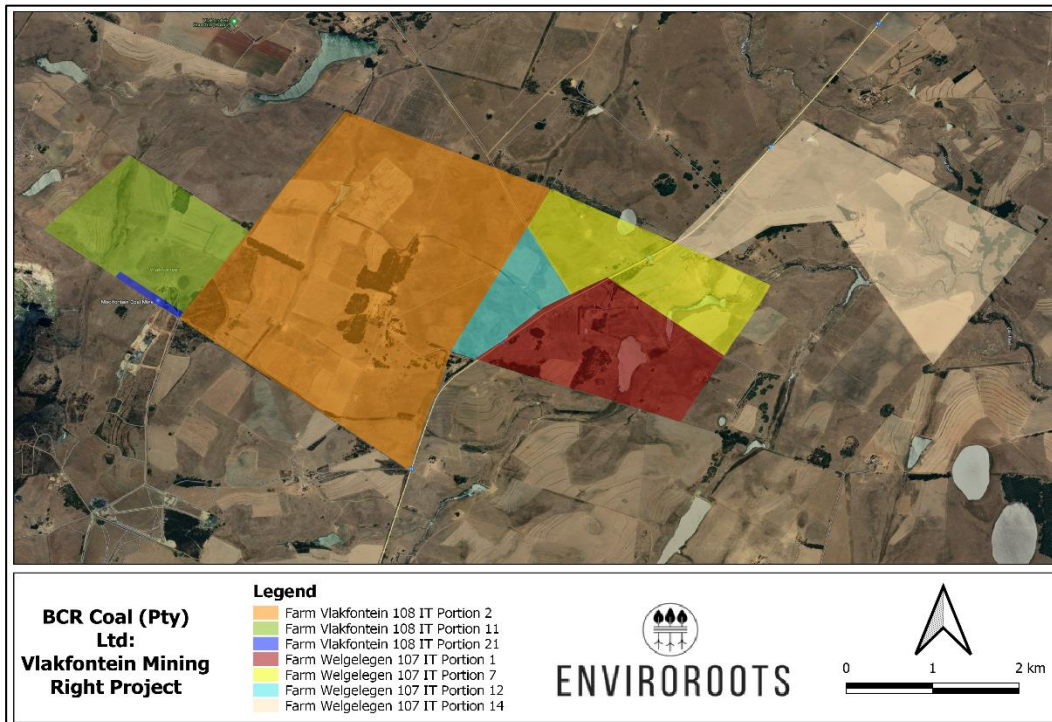 BCR Coal (Pty)
Ltd:
Vlakfontein Mining
Right Project
Legend
Farm Vlakfontein 108 IT Portion 2
Farm Vlakfontein 108 IT Portion 11
Farm Vlakfontein 108 IT Portion 21
Farm Welgelegen 107 IT Portion 1
Farm Welgelegen 107 IT Portion 7
Farm Welgelegen 107 IT Portion 12
Farm Welgelegen 107 IT Portion 14
ENVIROROOTS
0 1 2 km